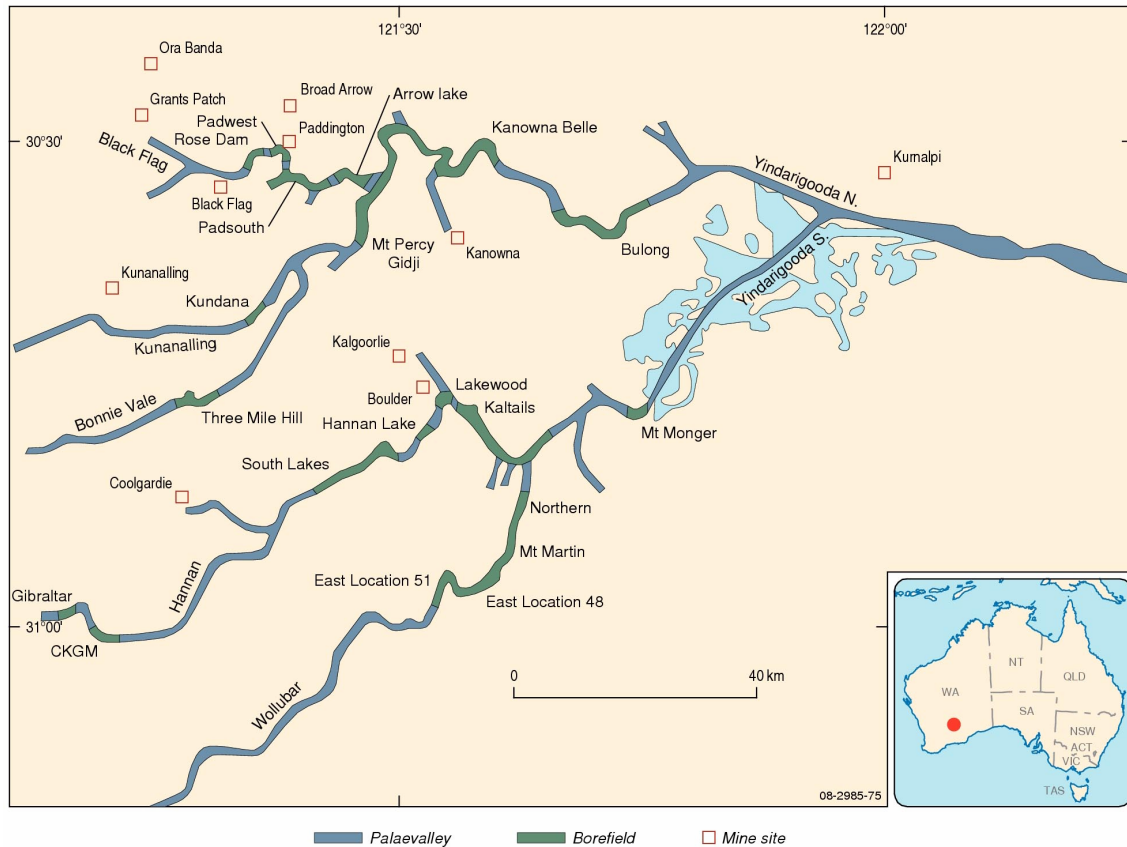 121°30'
122°00'
Ora Banda
Grants Patch
Broad Arrow
Arrow lake
Padwest
Rose Dam
Paddington
Kanowna Belle
30°30'
Black Flag
Kurnalpi
Yindarigooda N.
Black Flag
Padsouth
Mt Percy
Gidji
Kanowna
Bulong
Yindarigooda S.
Kunanalling
Kundana
Kunanalling
Kalgoorlie
Boulder
Lakewood
Kaltails
Bonnie Vale
Three Mile Hill
Hannan Lake
Mt Monger
South Lakes
Coolgardie
Northern
Mt Martin
Hannan
East Location 51
East Location 48
Gibraltar
31°00'
CKGM
Wollubar
0
40 km
WA
NT
QLD
SA
NSW
ACT
VIC
TAS
08-2985-75
Palaevalley
Borefield
Mine site